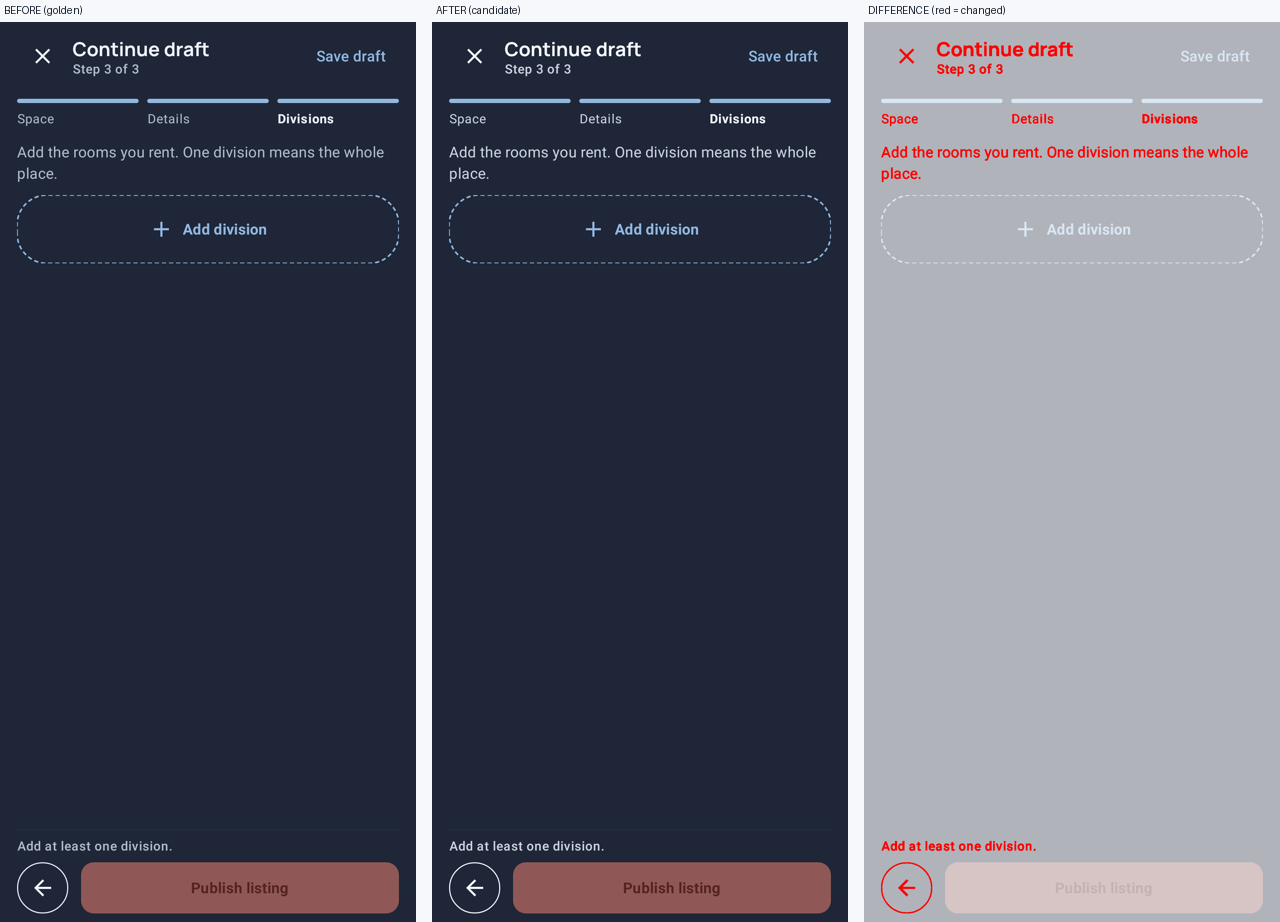 BEFORE (golden)
Continue draft
Step 3 of 3
Save draft
Space
Details
Divisions
Add the rooms you rent. One division means the whole
place.
Add division
Add at least one division.
Publish listing
AFTER (candidate)
Continue draft
Step 3 of 3
Save draft
Space
Details
Divisions
Add the rooms you rent. One division means the whole
place.
Add division
Add at least one division.
Publish listing
DIFFERENCE (red = changed)
Continue draft
Step 3 of 3
Save draft
Space
Details
Divisions
Add the rooms you rent. One division means the whole
place.
Add division
Add at least one division.
Publish listing